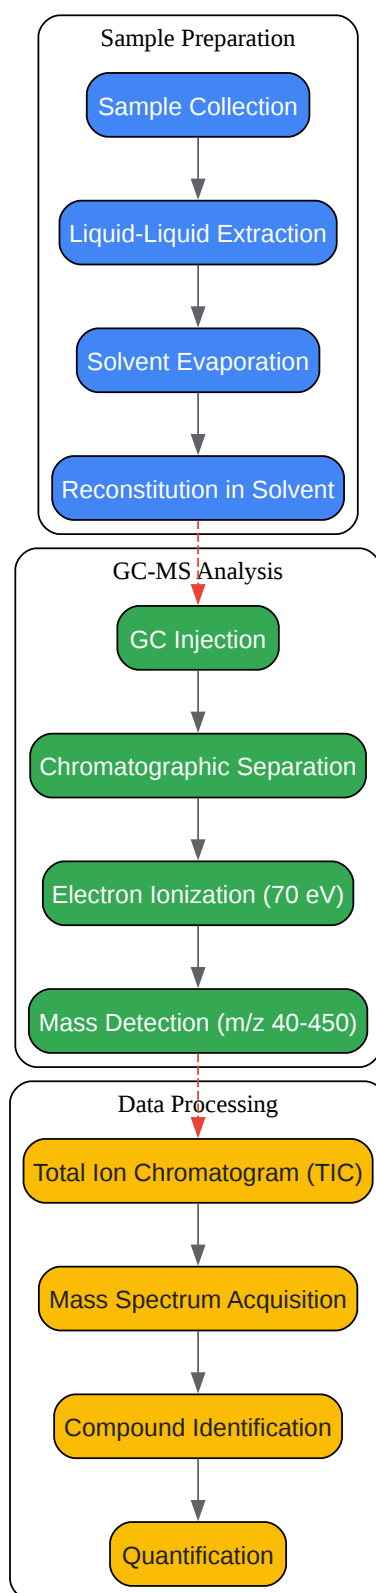 Sample Preparation
Sample Collection
Liquid-Liquid Extraction
Solvent Evaporation
Reconstitution in Solvent
GC-MS Analysis
GC Injection
Chromatographic Separation
Electron Ionization (70 eV)
Mass Detection (m/z 40-450)
Data Processing
Total Ion Chromatogram (TIC)
Mass Spectrum Acquisition
Compound Identification
Quantification